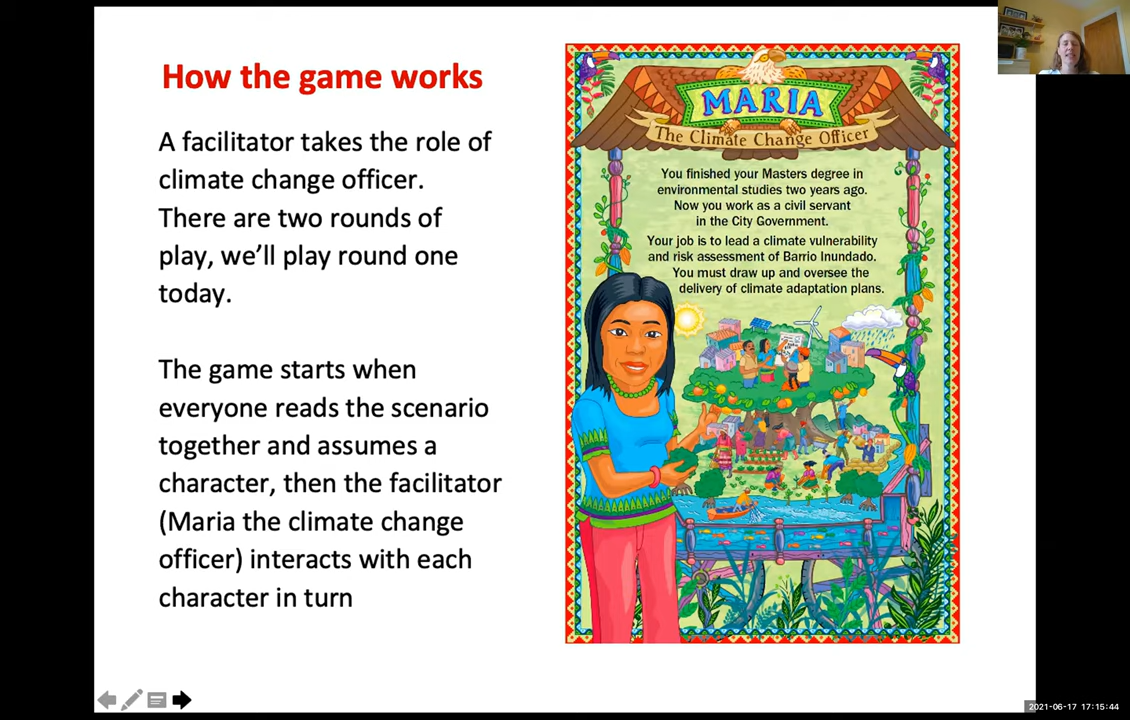 How the game works
A facilitator takes the role of
climate change officer.
There are two rounds of
play, we’ll play round one
today.
The game starts when
everyone reads the scenario
together and assumes a
character, then the facilitator
(Maria the climate change
officer) interacts with each
character in turn
MARIA
The Climate Change Officer
You finished your Masters degree in
environmental studies two years ago.
Now you work as a civil servant
in the City Government.
Your job is to lead a climate vulnerability
and risk assessment of Barrio Inundado.
You must draw up and oversee the
delivery of climate adaptation plans.
2021-06-17 17:15:44